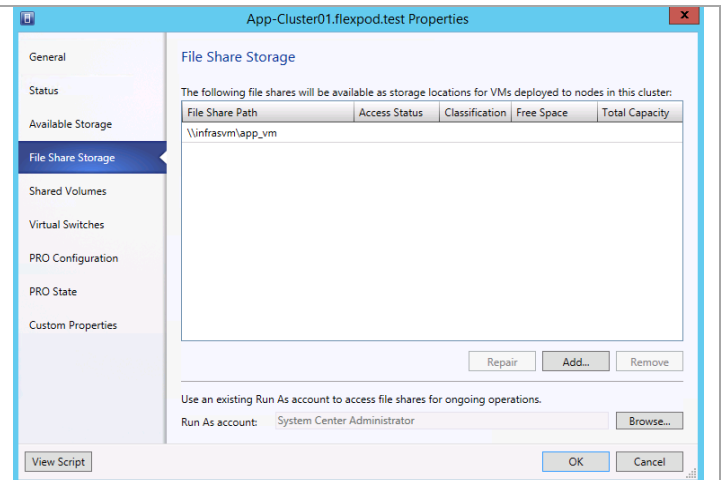 App-Cluster01.flexpod.test Properties
x
General
Status
Available Storage
File Share Storage
Shared Volumes
Virtual Switches
PRO Configuration
PRO State
Custom Properties
File Share Storage
The following file shares will be available as storage locations for VMs deployed to nodes in this cluster:
File Share Path Access Status Classification Free Space Total Capacity
\\infrasvm\app_vm
Repair Add... Remove
Use an existing Run As account to access file shares for ongoing operations.
Run As account: System Center Administrator Browse...
View Script OK Cancel